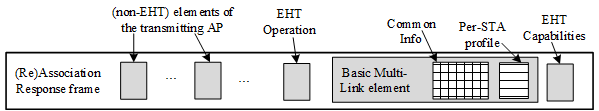 (non-EHT) elements of
the transmitting AP
EHT
Operation
Common
Info
Per-STA
profile
EHT
Capabilities
(Re)Association
Response frame
...
...
Basic Multi-
Link element